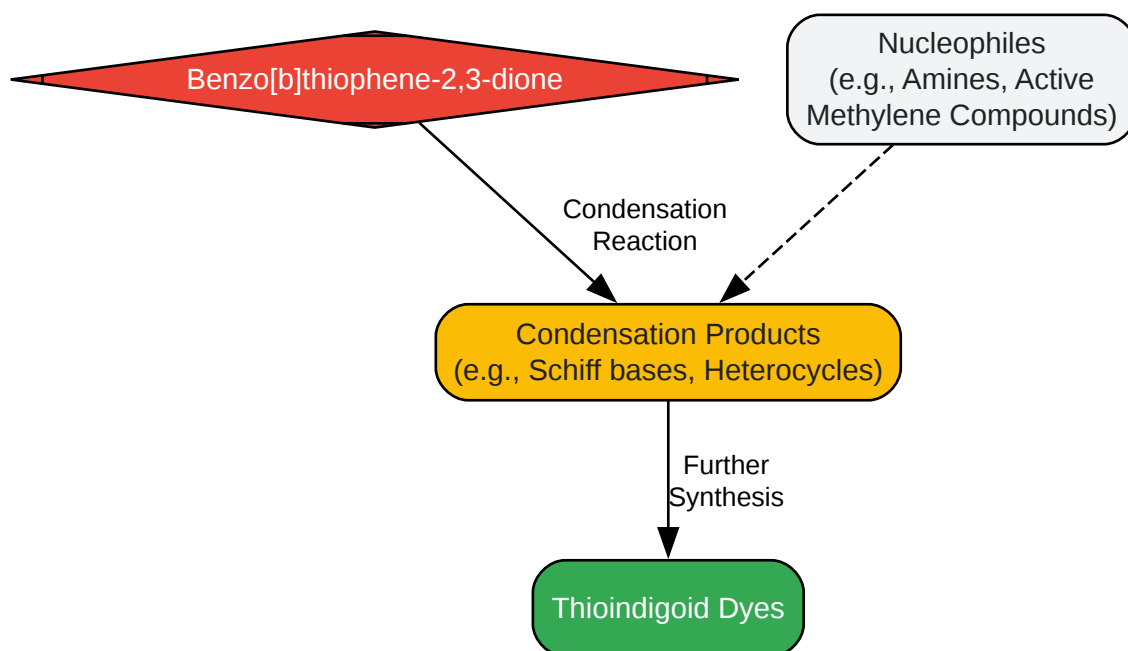 Benzo[b]thiophene-2,3-dione
Nucleophiles
(e.g., Amines, Active
Methylene Compounds)
Condensation
Reaction
Condensation Products
(e.g., Schiff bases, Heterocycles)
Further
Synthesis
Thioindigoid Dyes